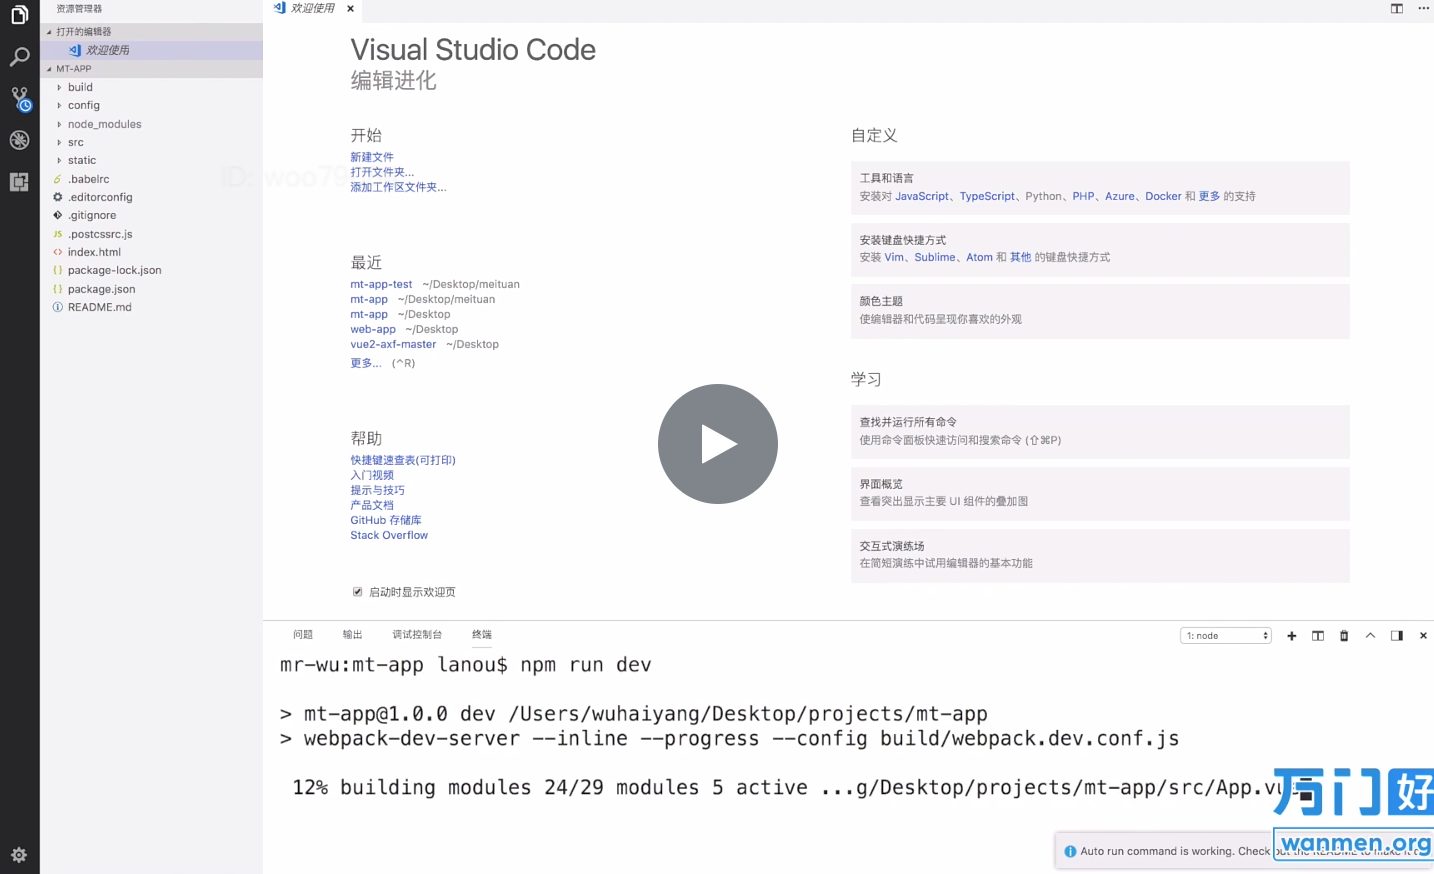 资源管理器
打开的编辑器
欢迎使用
MT-APP
build
config
node_modules
src
static
.babelrc
.editorconfig
.gitignore
JS .postcssrc.js
index.html
package-lock.json
package.json
README.md
欢迎使用
Visual Studio Code
编辑进化
开始
新建文件
打开文件夹...
添加工作区文件夹...
最近
mt-app-test ~/Desktop/meituan
mt-app ~/Desktop/meituan
mt-app ~/Desktop
web-app ~/Desktop
vue2-axf-master ~/Desktop
更多... (^R)
帮助
快捷键速查表(可打印)
入门视频
提示与技巧
产品文档
GitHub 存储库
Stack Overflow
启动时显示欢迎页
自定义
工具和语言
安装对 JavaScript、TypeScript、Python、PHP、Azure、Docker 和 更多 的支持
安装键盘快捷方式
安装 Vim、Sublime、Atom 和 其他 的键盘快捷方式
颜色主题
使编辑器和代码呈现你喜欢的外观
学习
查找并运行所有命令
使用命令面板快速访问和搜索命令 (⇧⌘P)
界面概览
查看突出显示主要 UI 组件的叠加图
交互式演练场
在简短演练中试用编辑器的基本功能
问题 输出 调试控制台 终端
1: node
mr-wu:mt-app lanou$ npm run dev
> mt-app@1.0.0 dev /Users/wuhaiyang/Desktop/projects/mt-app
> webpack-dev-server --inline --progress --config build/webpack.dev.conf.js
12% building modules 24/29 modules 5 active ...g/Desktop/projects/mt-app/src/App.vue
万门好
wanmen.org
Auto run command is working. Check out the README to make it